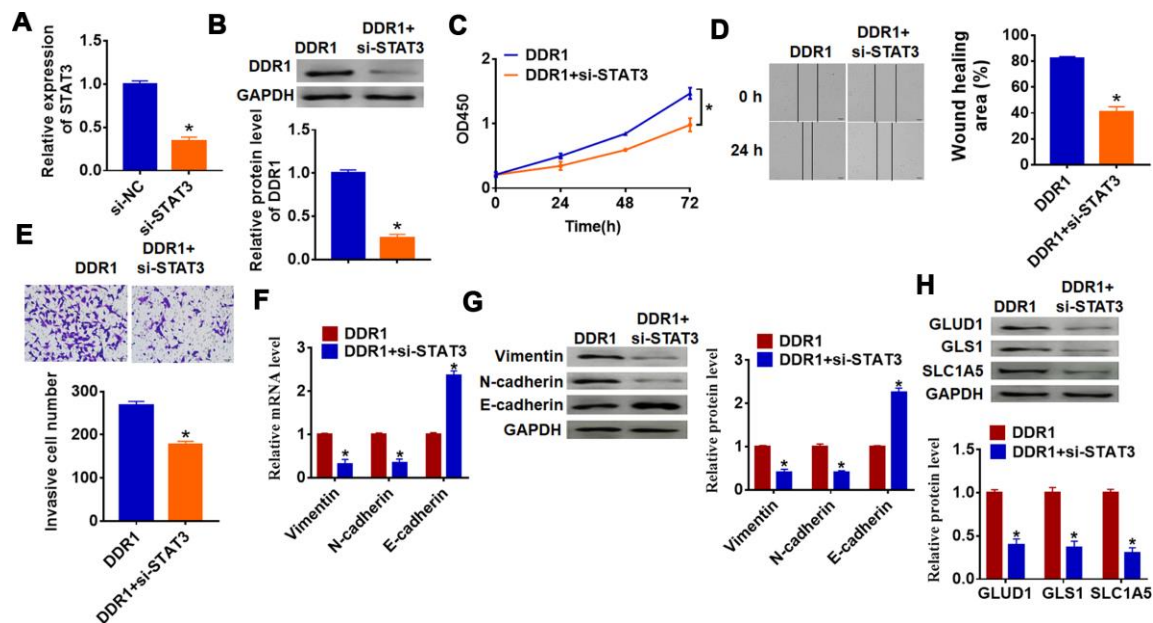 A
Relative expression
of STAT3
1.5
1.0
0.5
0.0
*
si-NC
si-STAT3
B
DDR1
DDR1+
si-STAT3
DDR1
GAPDH
Relative protein level
of DDR1
1.5
1.0
0.5
0.0
*
C
DDR1
DDR1+si-STAT3
OD450
2
1
0
*
0
24
48
72
Time(h)
D
DDR1
DDR1+
si-STAT3
0 h
24 h
Wound healing
area (%)
100
80
60
40
20
0
*
DDR1
DDR1+si-STAT3
E
DDR1
DDR1+
si-STAT3
Invasive cell number
300
200
100
0
*
DDR1
DDR1+si-STAT3
F
DDR1
DDR1+si-STAT3
Relative mRNA level
3
2
1
0
*
*
*
Vimentin
N-cadherin
E-cadherin
G
DDR1
DDR1+
si-STAT3
Vimentin
N-cadherin
E-cadherin
GAPDH
DDR1
DDR1+si-STAT3
Relative protein level
3
2
1
0
*
*
*
Vimentin
N-cadherin
E-cadherin
H
DDR1
DDR1+
si-STAT3
GLUD1
GLS1
SLC1A5
GAPDH
DDR1
DDR1+si-STAT3
Relative protein level
1.5
1.0
0.5
0.0
*
*
*
GLUD1
GLS1
SLC1A5